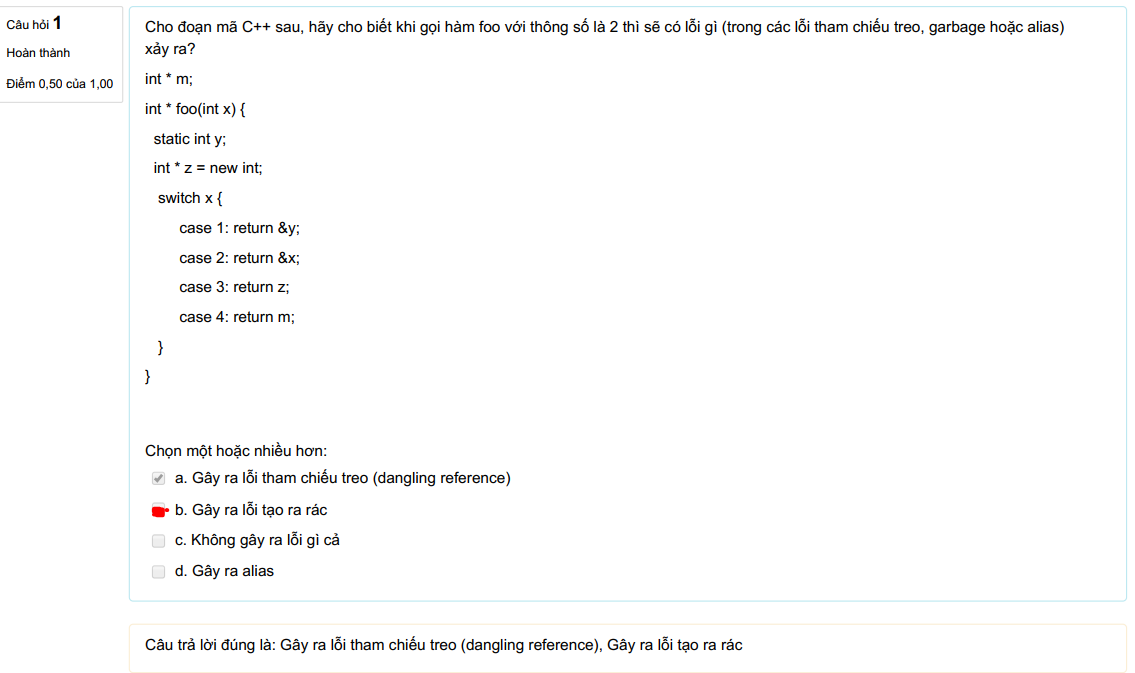 Câu hỏi 1
Hoàn thành
Điểm 0,50 của 1,00
Cho đoạn mã C++ sau, hãy cho biết khi gọi hàm foo với thông số là 2 thì sẽ có lỗi gì (trong các lỗi tham chiếu treo, garbage hoặc alias)
xảy ra?
int * m;
int * foo(int x) {
static int y;
int * z = new int;
switch x {
case 1: return &y;
case 2: return &x;
case 3: return z;
case 4: return m;
}
}
Chọn một hoặc nhiều hơn:
a. Gây ra lỗi tham chiếu treo (dangling reference)
b. Gây ra lỗi tạo ra rác
c. Không gây ra lỗi gì cả
d. Gây ra alias
Câu trả lời đúng là: Gây ra lỗi tham chiếu treo (dangling reference), Gây ra lỗi tạo ra rác